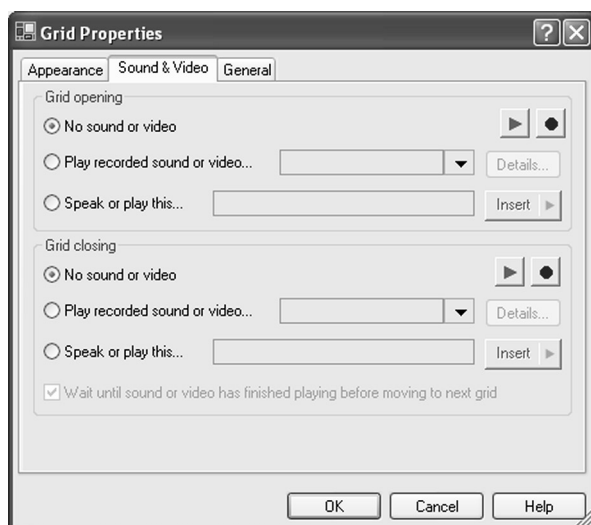 Grid Properties
Appearance Sound & Video General
Grid opening
No sound or video
Play recorded sound or video... Details...
Speak or play this... Insert
Grid closing
No sound or video
Play recorded sound or video... Details...
Speak or play this... Insert
Wait until sound or video has finished playing before moving to next grid
OK Cancel Help